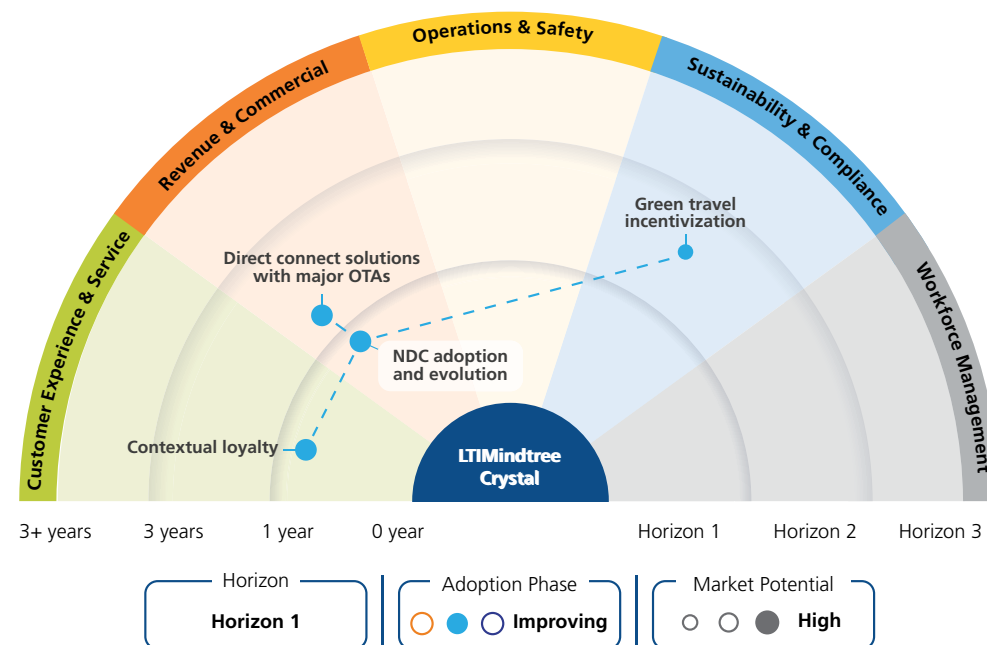 Operations & Safety
Revenue & Commercial
Sustainability & Compliance
Customer Experience & Service
Workforce Management
Green travel
incentivization
Direct connect solutions
with major OTAs
NDC adoption
and evolution
Contextual loyalty
LTIMindtree
Crystal
3+ years 3 years 1 year 0 year Horizon 1 Horizon 2 Horizon 3
Horizon
Horizon 1
Adoption Phase
Improving
Market Potential
High